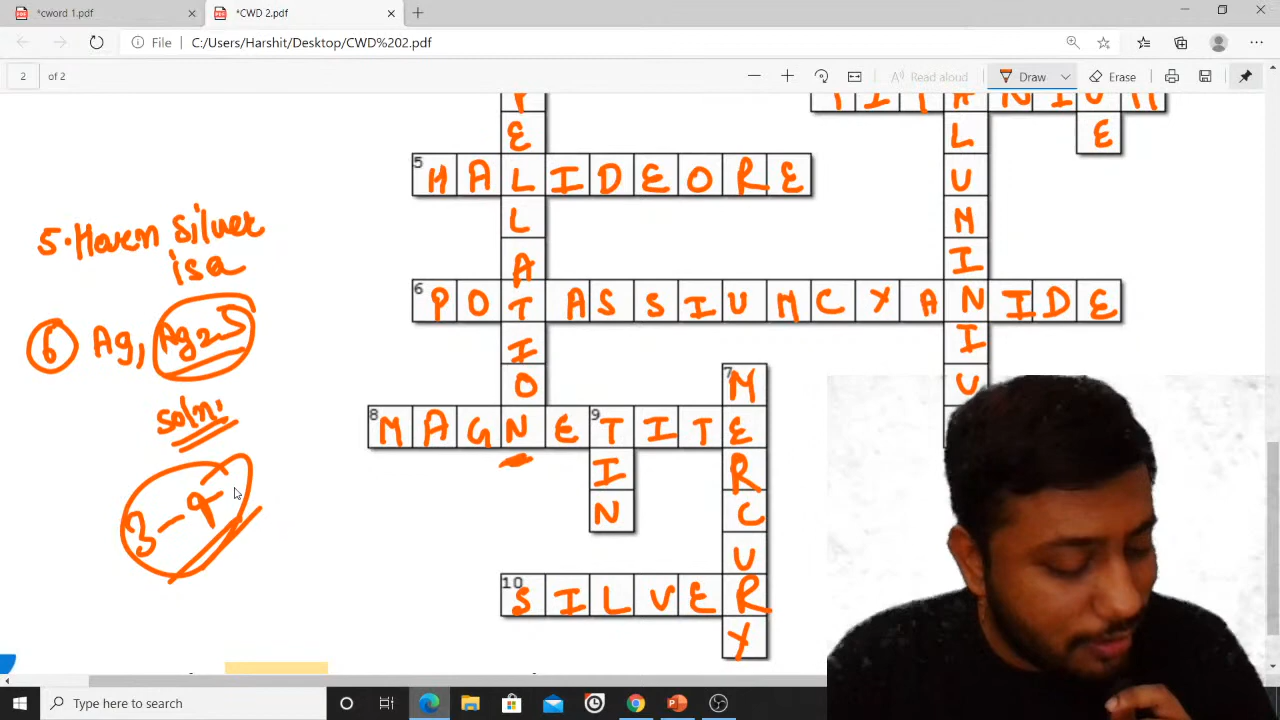 *cword 1.pdf
*CWD 2.pdf
File
C:/Users/Harshit/Desktop/CWD%202.pdf
2
of 2
Read aloud
Draw
Erase
P
TITANIUM
E
L
E
5
HALIDEORE
U
L
M
5. Horn silver
is a
A
I
6
POTASSIUMCYANIDE
6 Ag, Ag2S
I
I
7
M
O
U
soln.
8
MAGNETITE
9
I
R
3-9
N
C
U
10
SILVER
Y
Type here to search